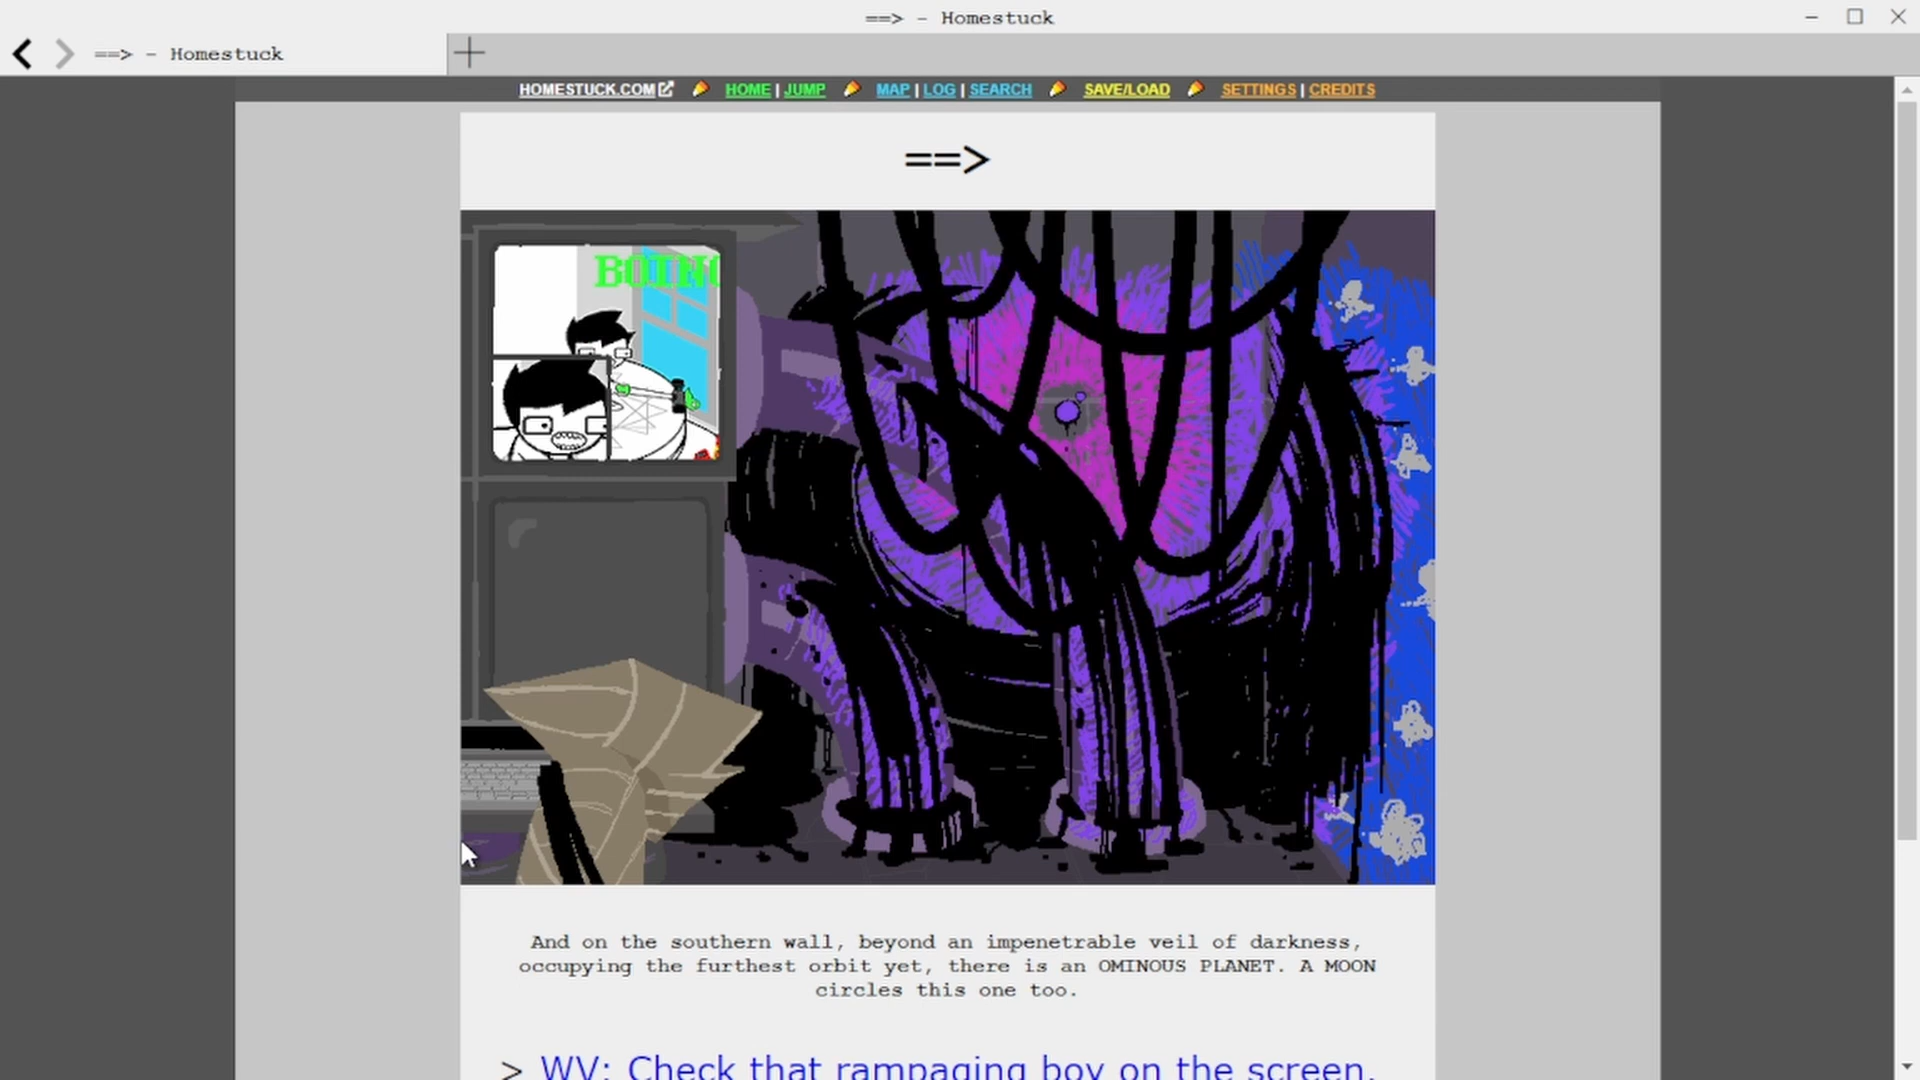 ==> - Homestuck
==> - Homestuck
HOMESTUCK.COM HOME | JUMP MAP | LOG | SEARCH SAVE/LOAD SETTINGS | CREDITS
==>
And on the southern wall, beyond an impenetrable veil of darkness,
occupying the furthest orbit yet, there is an OMINOUS PLANET. A MOON
circles this one too.
> WV: Check that rampaging boy on the screen.